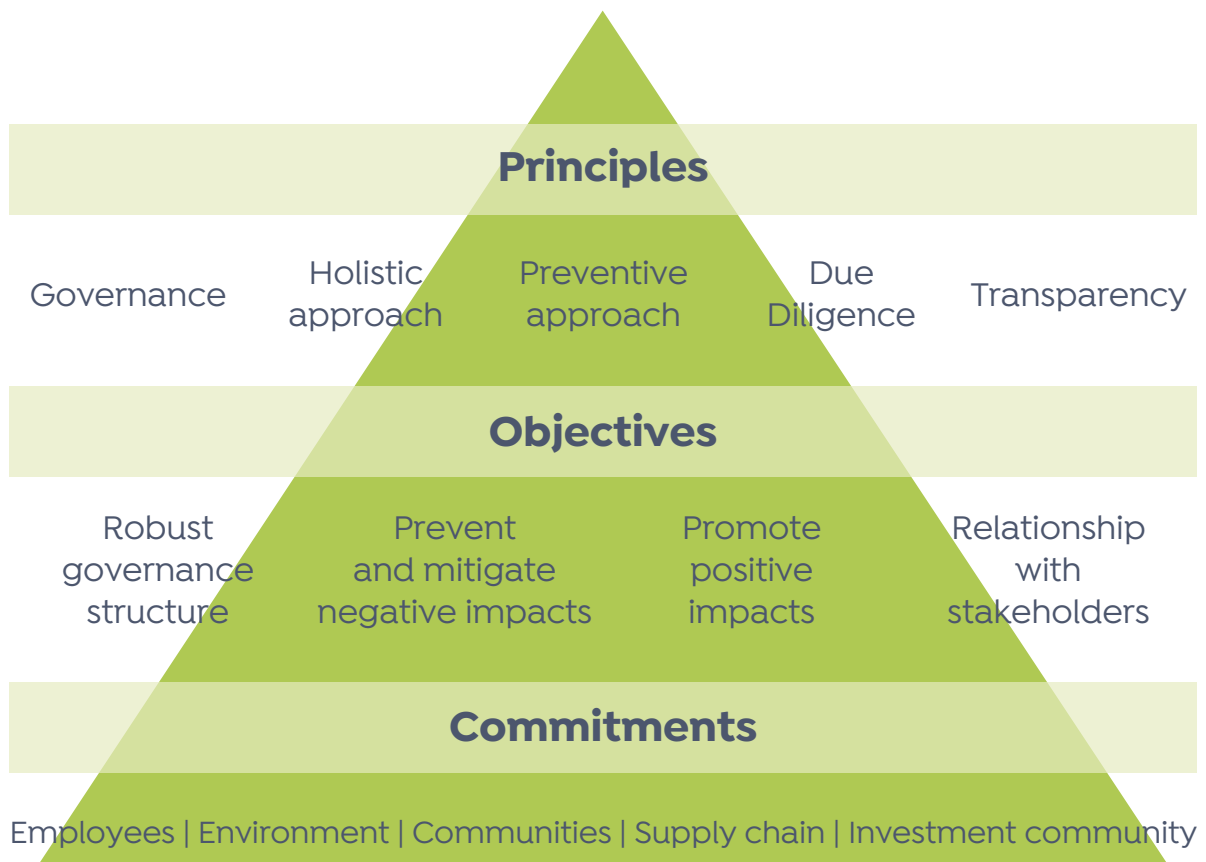 Principles
Governance
Holistic
approach
Preventive
approach
Due
Diligence
Transparency
Objectives
Robust
governance
structure
Prevent
and mitigate
negative impacts
Promote
positive
impacts
Relationship
with
stakeholders
Commitments
Employees | Environment | Communities | Supply chain | Investment community